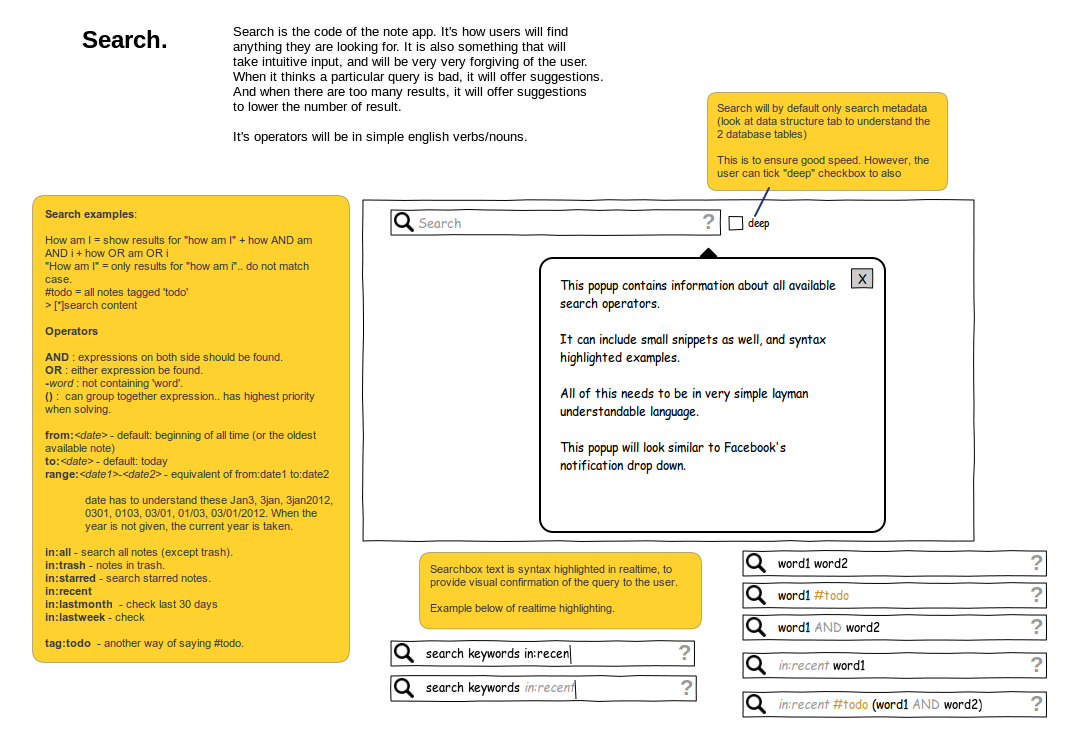 Search.
Search is the code of the note app. It's how users will find
anything they are looking for. It is also something that will
take intuitive input, and will be very very forgiving of the user.
When it thinks a particular query is bad, it will offer suggestions.
And when there are too many results, it will offer suggestions
to lower the number of result.
It's operators will be in simple english verbs/nouns.
Search will by default only search metadata
(look at data structure tab to understand the
2 database tables)
This is to ensure good speed. However, the
user can tick "deep" checkbox to also
Search examples:
How am I = show results for "how am I" + how AND am
AND i + how OR am OR i
"How am I" = only results for "how am i".. do not match
case.
#todo = all notes tagged 'todo'
> [*]search content
Operators
AND : expressions on both side should be found.
OR : either expression be found.
-word : not containing 'word'.
() :  can group together expression.. has highest priority
when solving.
from:<date> - default: beginning of all time (or the oldest
available note)
to:<date> - default: today
range:<date1>-<date2> - equivalent of from:date1 to:date2
date has to understand these Jan3, 3jan, 3jan2012,
0301, 0103, 03/01, 01/03, 03/01/2012. When the
year is not given, the current year is taken.
in:all - search all notes (except trash).
in:trash - notes in trash.
in:starred - search starred notes.
in:recent
in:lastmonth  - check last 30 days
in:lastweek - check
tag:todo  - another way of saying #todo.
Search ?
deep
X
This popup contains information about all available
search operators.
It can include small snippets as well, and syntax
highlighted examples.
All of this needs to be in very simple layman
understandable language.
This popup will look similar to Facebook's
notification drop down.
Searchbox text is syntax highlighted in realtime, to
provide visual confirmation of the query to the user.
Example below of realtime highlighting.
search keywords in:recen ?
search keywords in:recent ?
word1 word2 ?
word1 #todo ?
word1 AND word2 ?
in:recent word1 ?
in:recent #todo (word1 AND word2) ?